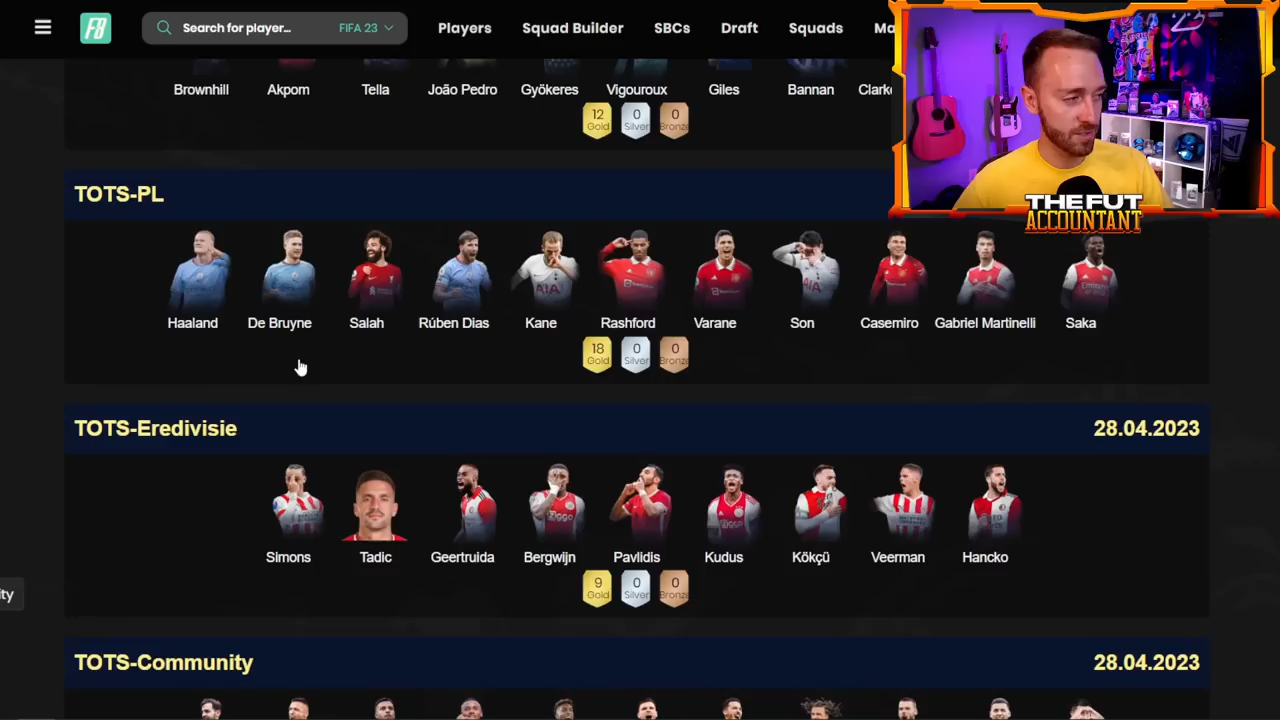 F8 Search for player... FIFA 23 Players Squad Builder SBCs Draft Squads Ma
Brownhill Akpom Tella João Pedro Gyökeres Vigouroux Giles Bannan Clarke
12 0 0
Gold Silver Bronze
THE FUT
ACCOUNTANT
TOTS-PL
Haaland De Bruyne Salah Rúben Dias Kane Rashford Varane Son Casemiro Gabriel Martinelli Saka
18 0 0
Gold Silver Bronze
TOTS-Eredivisie 28.04.2023
Simons Tadic Geertruida Bergwijn Pavlidis Kudus Kökçü Veerman Hancko
9 0 0
Gold Silver Bronze
ity
TOTS-Community 28.04.2023